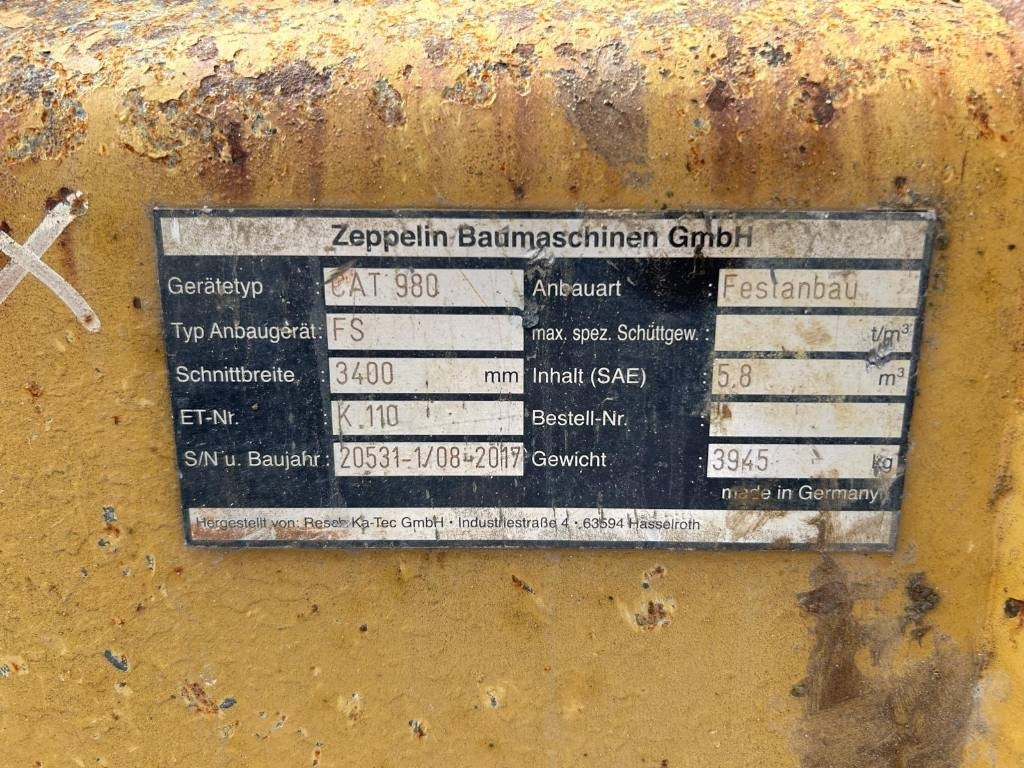 Zeppelin Baumaschinen GmbH
Gerätetyp : CAT 980 Anbauart : Festanbau
Typ Anbaugerät: FS max. spez. Schüttgew. : t/m³
Schnittbreite 3400 mm Inhalt (SAE) 5,8 m³
ET-Nr. K 110 Bestell-Nr.
S/N u. Baujahr: 20531-1/08-2017 Gewicht : 3945 kg
made in Germany
Hergestellt von: Resch Ka-Tec GmbH · Industriestraße 4 · 63594 Hasselroth